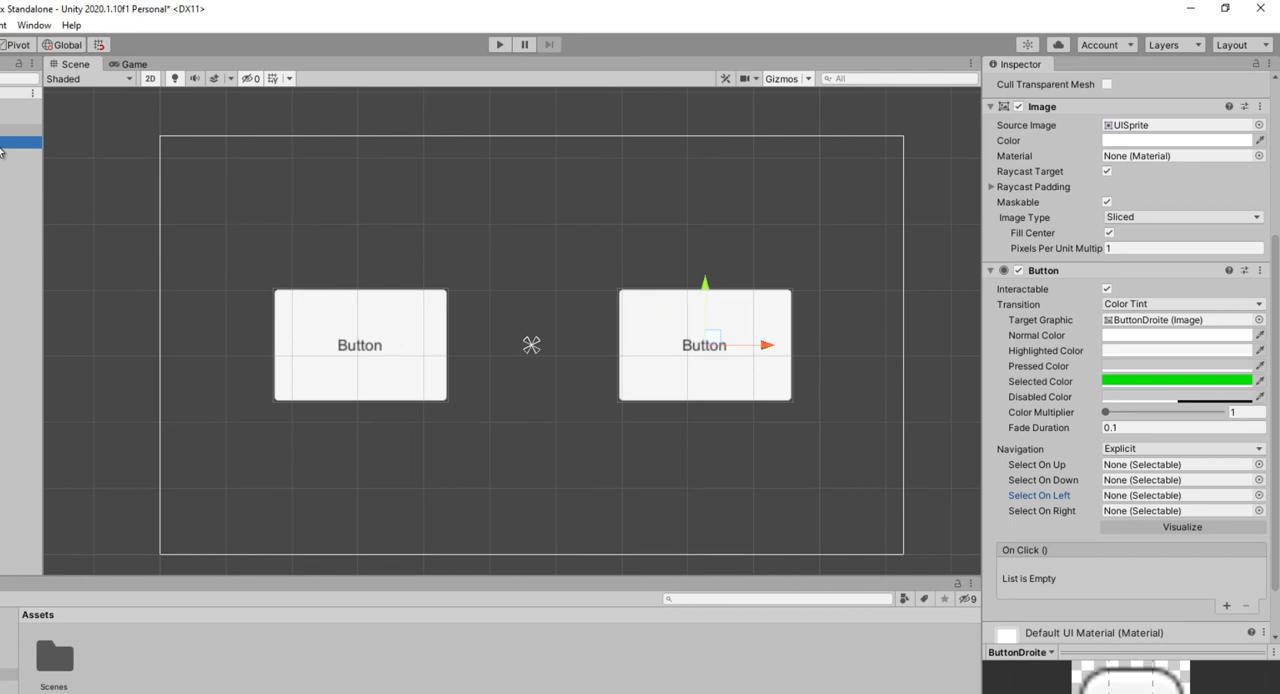 x Standalone - Unity 2020.1.10f1 Personal* <DX11>
nt Window Help
Pivot Global Account Layers Layout
Scene Game Inspector
Shaded 2D 0 Gizmos All
Cull Transparent Mesh
Image
Source Image UISprite
Color
Material None (Material)
Raycast Target
Raycast Padding
Maskable
Image Type Sliced
Fill Center
Pixels Per Unit Multip 1
Button
Interactable
Transition Color Tint
Target Graphic ButtonDroite (Image)
Normal Color
Highlighted Color
Button Button
Pressed Color
Selected Color
Disabled Color
Color Multiplier 1
Fade Duration 0.1
Navigation Explicit
Select On Up None (Selectable)
Select On Down None (Selectable)
Select On Left None (Selectable)
Select On Right None (Selectable)
Visualize
On Click ()
List is Empty
9
+ -
Assets
Default UI Material (Material)
ButtonDroite
Scenes